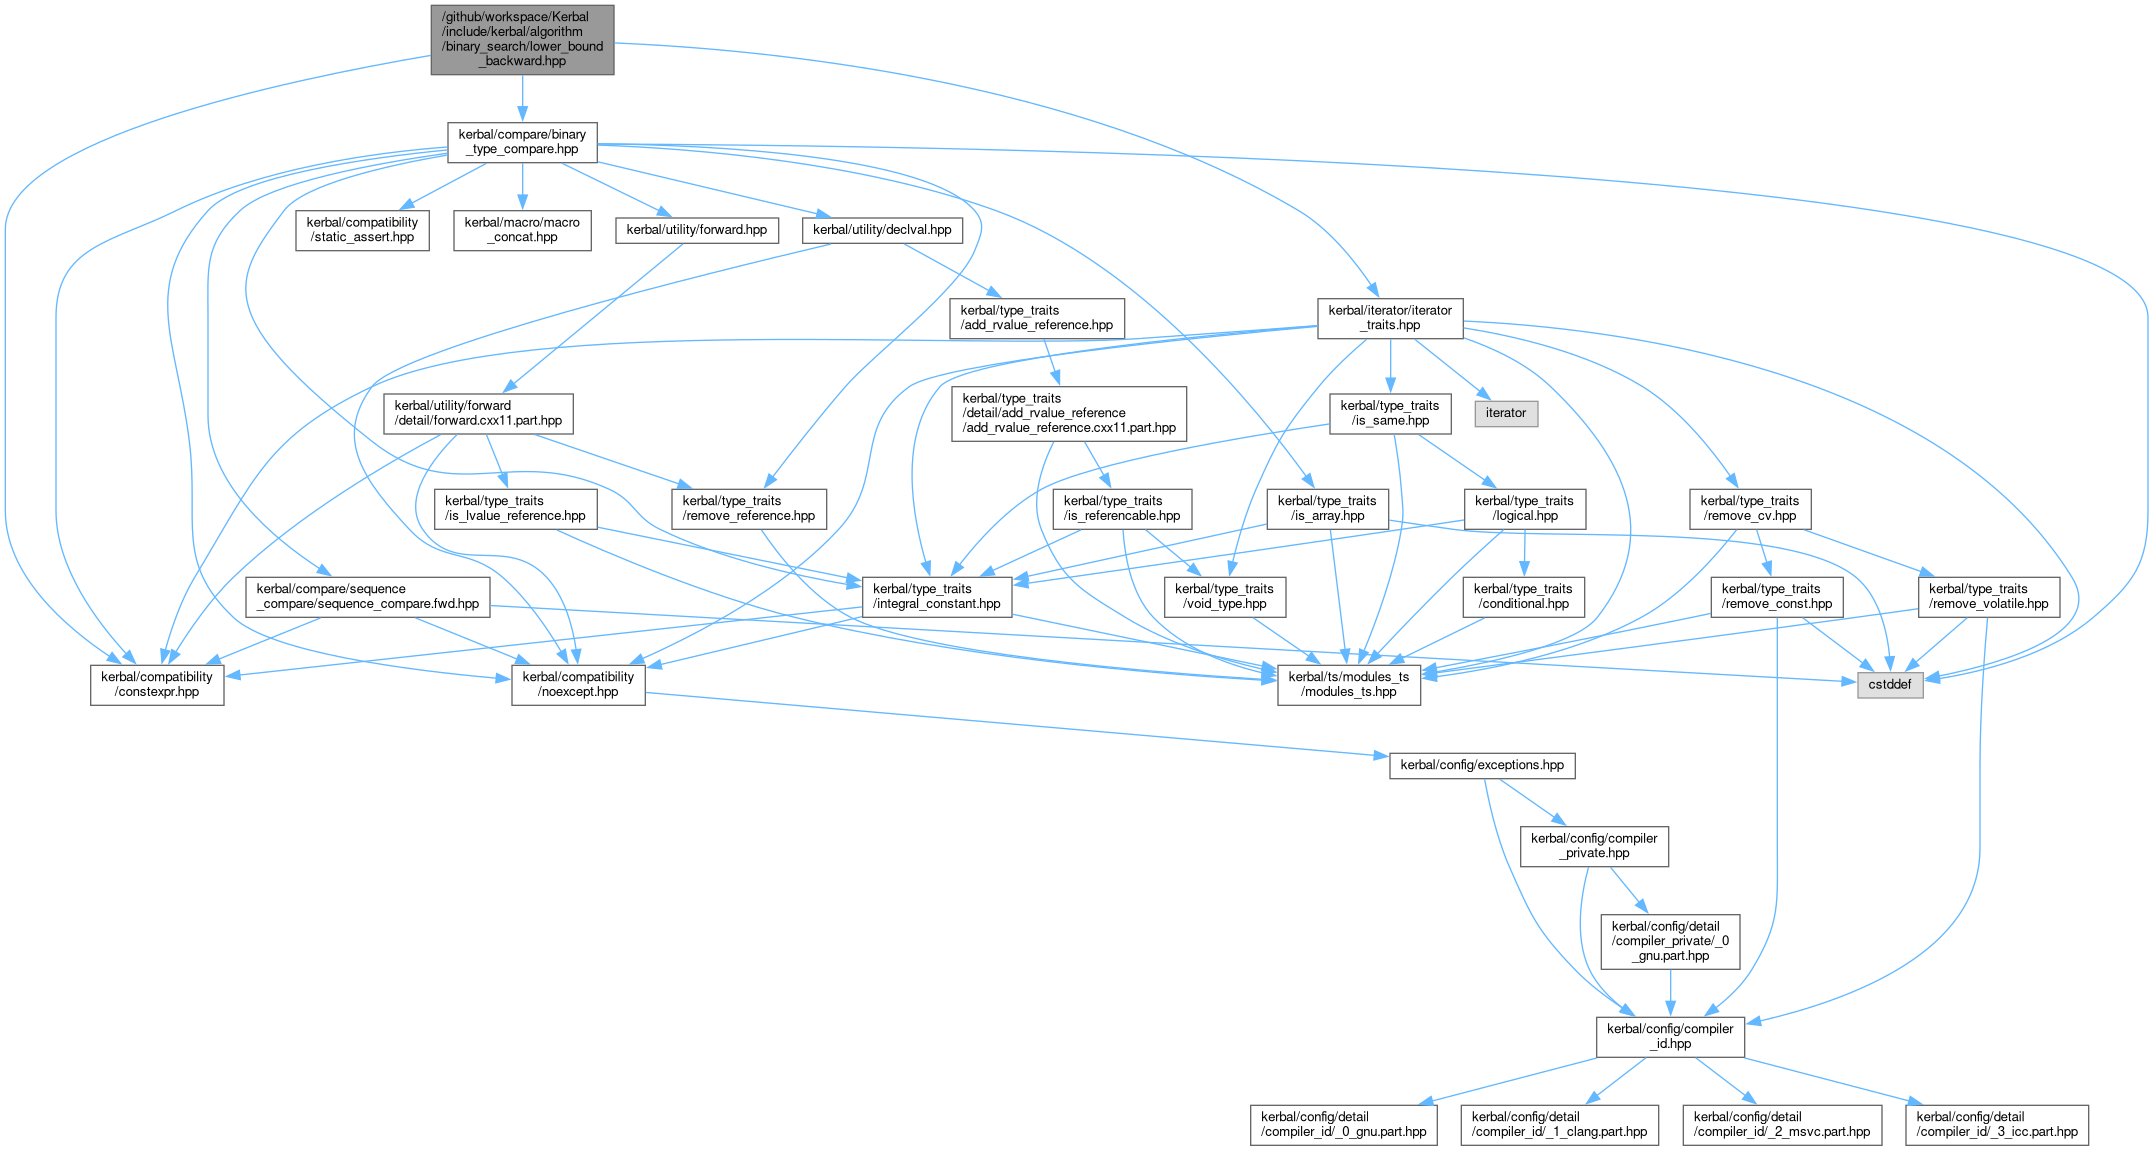 /github/workspace/Kerbal
/include/kerbal/algorithm
/binary_search/lower_bound
_backward.hpp
kerbal/compare/binary
_type_compare.hpp
kerbal/compatibility
/static_assert.hpp
kerbal/macro/macro
_concat.hpp
kerbal/utility/forward.hpp
kerbal/utility/declval.hpp
kerbal/type_traits
/add_rvalue_reference.hpp
kerbal/iterator/iterator
_traits.hpp
kerbal/utility/forward
/detail/forward.cxx11.part.hpp
kerbal/type_traits
/detail/add_rvalue_reference
/add_rvalue_reference.cxx11.part.hpp
kerbal/type_traits
/is_same.hpp
iterator
kerbal/type_traits
/is_lvalue_reference.hpp
kerbal/type_traits
/remove_reference.hpp
kerbal/type_traits
/is_referencable.hpp
kerbal/type_traits
/is_array.hpp
kerbal/type_traits
/logical.hpp
kerbal/type_traits
/remove_cv.hpp
kerbal/compare/sequence
_compare/sequence_compare.fwd.hpp
kerbal/type_traits
/integral_constant.hpp
kerbal/type_traits
/void_type.hpp
kerbal/type_traits
/conditional.hpp
kerbal/type_traits
/remove_const.hpp
kerbal/type_traits
/remove_volatile.hpp
kerbal/compatibility
/constexpr.hpp
kerbal/compatibility
/noexcept.hpp
kerbal/ts/modules_ts
/modules_ts.hpp
cstddef
kerbal/config/exceptions.hpp
kerbal/config/compiler
_private.hpp
kerbal/config/detail
/compiler_private/_0
_gnu.part.hpp
kerbal/config/compiler
_id.hpp
kerbal/config/detail
/compiler_id/_0_gnu.part.hpp
kerbal/config/detail
/compiler_id/_1_clang.part.hpp
kerbal/config/detail
/compiler_id/_2_msvc.part.hpp
kerbal/config/detail
/compiler_id/_3_icc.part.hpp